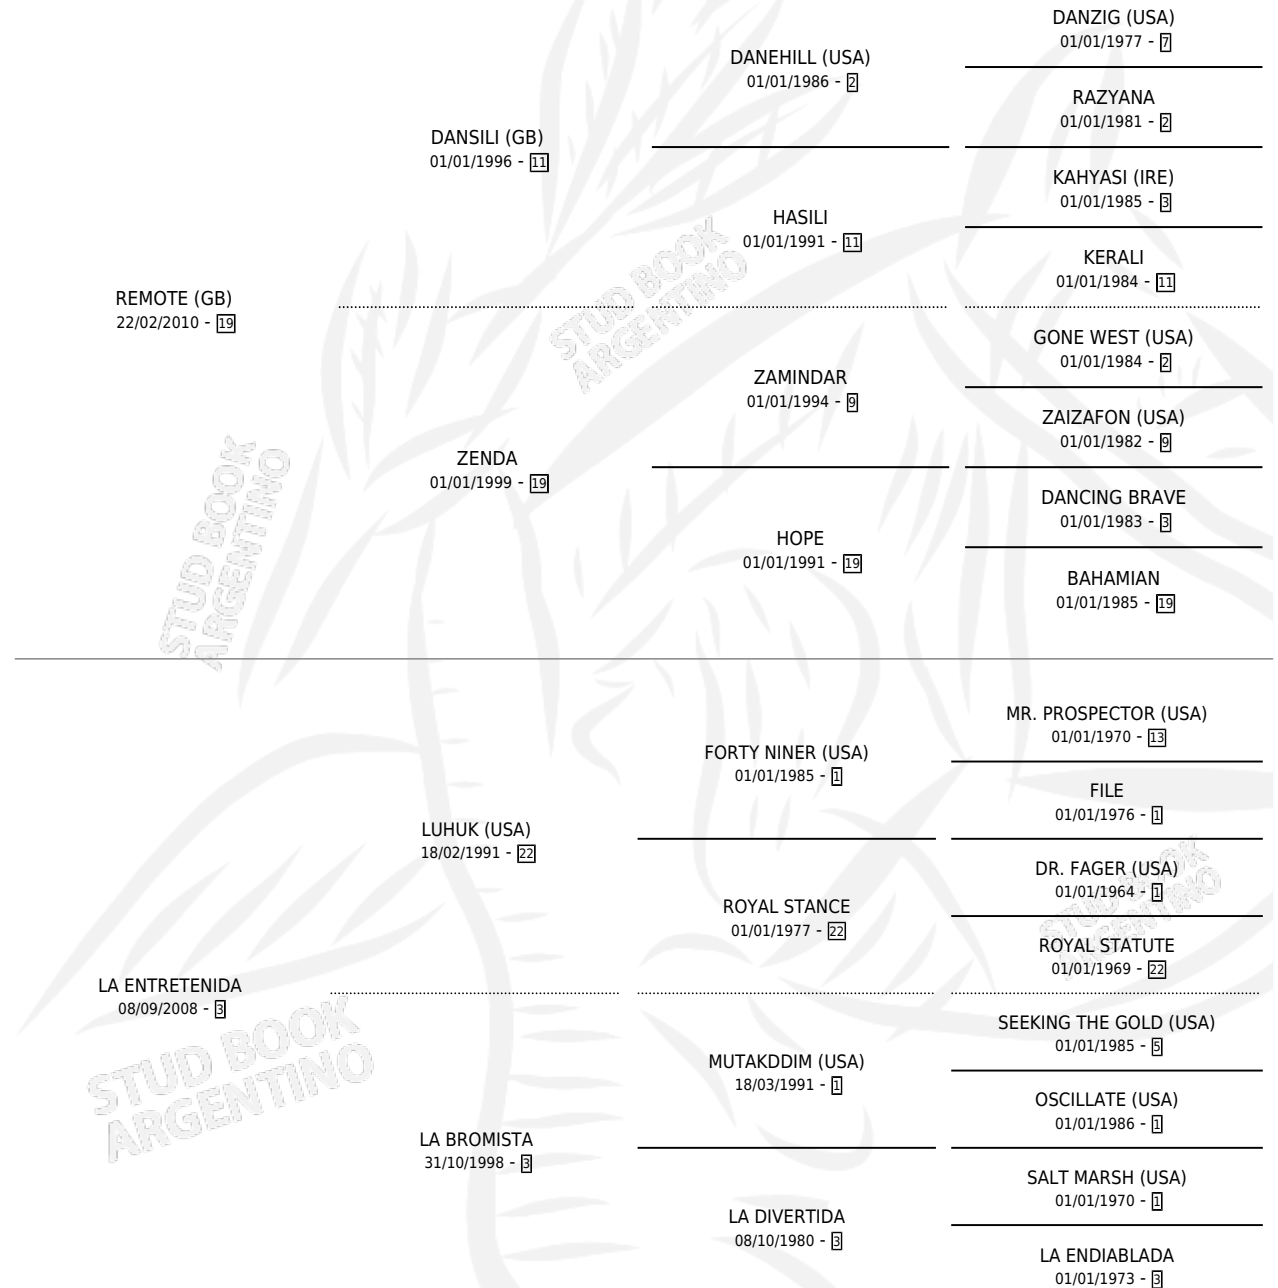 DANZIG (USA)
01/01/1977 - 7
DANEHILL (USA)
01/01/1986 - 2
RAZYANA
01/01/1981 - 2
DANSILI (GB)
01/01/1996 - 11
KAHYASI (IRE)
01/01/1985 - 3
HASILI
01/01/1991 - 11
KERALI
01/01/1984 - 11
REMOTE (GB)
22/02/2010 - 19
GONE WEST (USA)
01/01/1984 - 2
ZAMINDAR
01/01/1994 - 9
ZAIZAFON (USA)
01/01/1982 - 9
ZENDA
01/01/1999 - 19
DANCING BRAVE
01/01/1983 - 3
HOPE
01/01/1991 - 19
BAHAMIAN
01/01/1985 - 19
STUD BOOK
ARGENTINO
STUD BOOK
ARGENTINO
MR. PROSPECTOR (USA)
01/01/1970 - 13
FORTY NINER (USA)
01/01/1985 - 1
FILE
01/01/1976 - 1
LUHUK (USA)
18/02/1991 - 22
DR. FAGER (USA)
01/01/1964 - 1
ROYAL STANCE
01/01/1977 - 22
ROYAL STATUTE
01/01/1969 - 22
STUD BOOK
ARGENTINO
LA ENTRETENIDA
08/09/2008 - 3
SEEKING THE GOLD (USA)
01/01/1985 - 5
MUTAKDDIM (USA)
18/03/1991 - 1
OSCILLATE (USA)
01/01/1986 - 1
STUD BOOK
ARGENTINO
LA BROMISTA
31/10/1998 - 3
SALT MARSH (USA)
01/01/1970 - 1
LA DIVERTIDA
08/10/1980 - 3
LA ENDIABLADA
01/01/1973 - 3